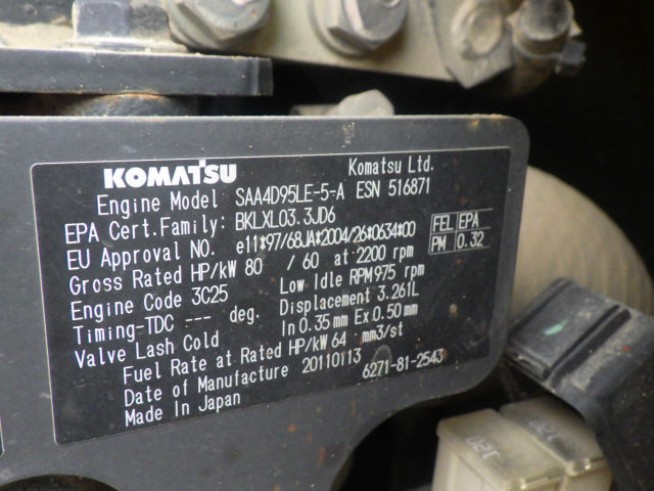 KOMATSU Komatsu Ltd.
Engine Model SAA4D95LE-5-A ESN 516871
EPA Cert.Family: BKLXL03.3JD6
EU Approval NO. e11*97/68JA*2004/26*0634*00
FEL EPA
PM 0.32
Gross Rated HP/kW 80 / 60 at 2200 rpm
Engine Code 3C25 Low Idle RPM 975 rpm
Timing-TDC --- deg. Displacement 3.261L
Valve Lash Cold In 0.35 mm Ex 0.50 mm
Fuel Rate at Rated HP/kW 64 mm3/st
Date of Manufacture 20110113 6271-81-2543
Made In Japan
120
120